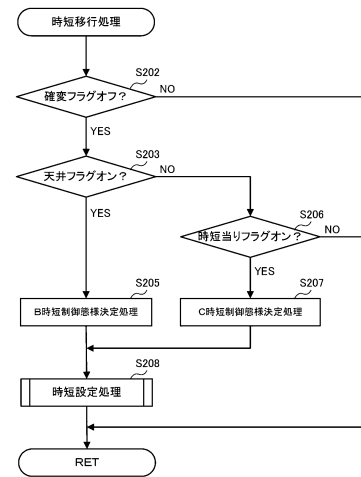 時短移行処理
S202
確変フラグオフ？
NO
YES
S203
天井フラグオン？
NO
YES
S206
時短当りフラグオン？
NO
YES
S205
B時短制御態様決定処理
S207
C時短制御態様決定処理
S208
時短設定処理
RET